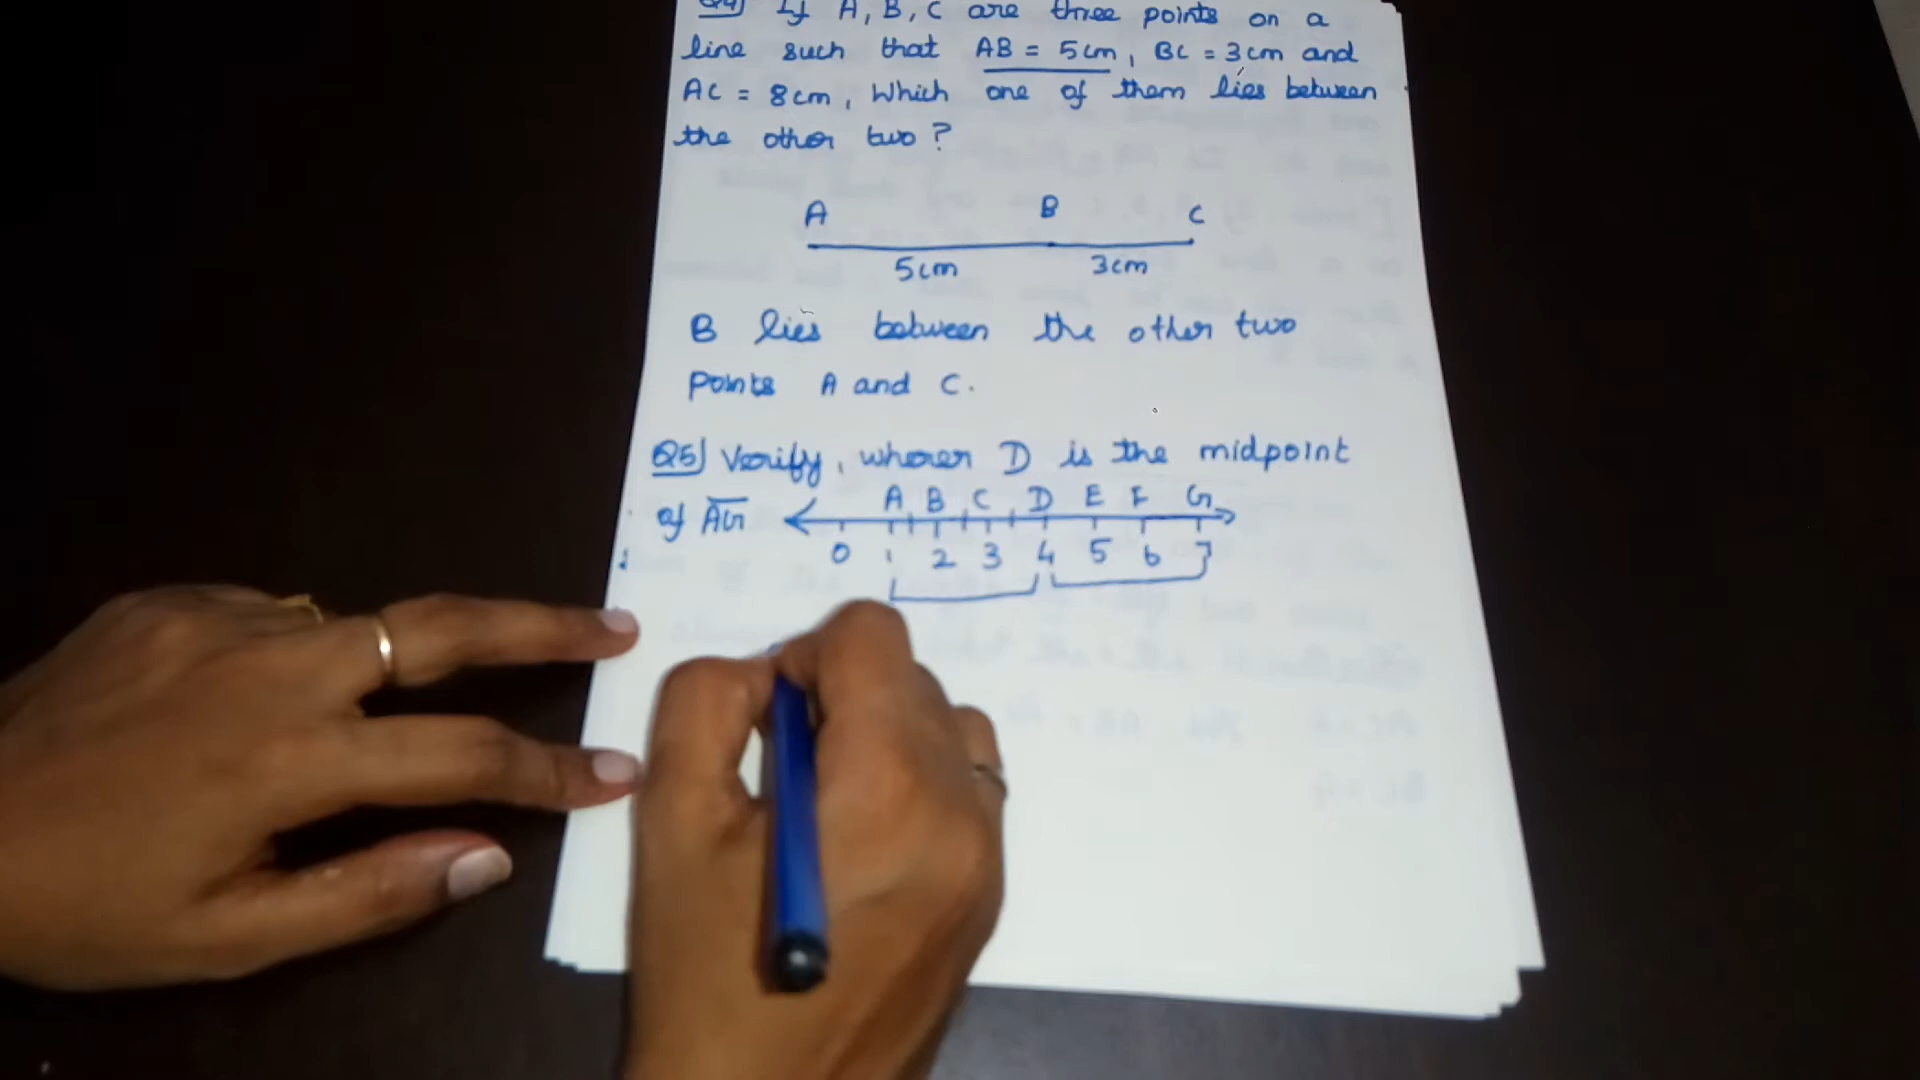 Q4) If A, B, C are three points on a
line such that AB = 5cm, BC = 3cm and
AC = 8cm, Which one of them lies between
the other two?
A B C
5cm 3cm
B lies between the other two
points A and C.
Q5) Verify, wherer D is the midpoint
of AG
A B C D E F G
0 1 2 3 4 5 6 7